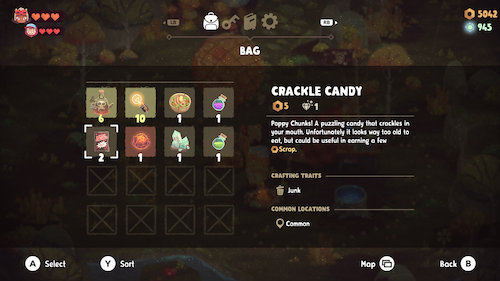 5042
945
LB
RB
BAG
6
10
1
1
2
1
1
1
CRACKLE CANDY
5
1
Poppy Chunks! A puzzling candy that crackles in
your mouth. Unfortunately it looks way too old to
eat, but could be useful in earning a few
Scrap.
CRAFTING TRAITS
Junk
COMMON LOCATIONS
Common
A Select
Y Sort
Map
Back B